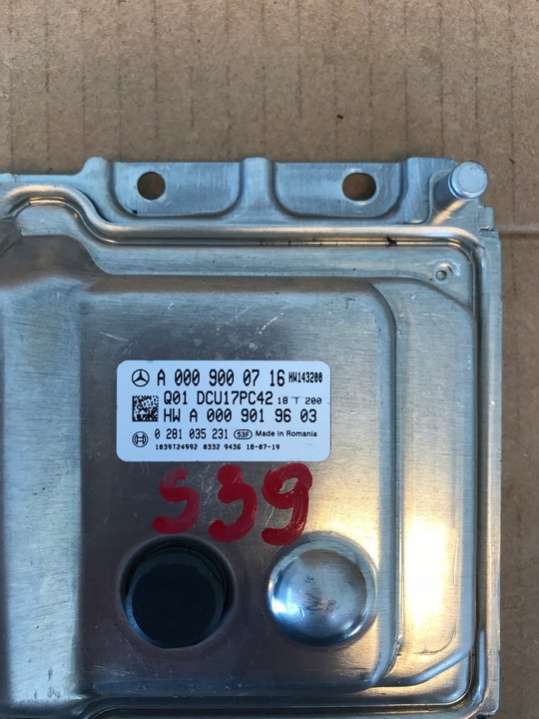 A 000 900 07 16 HW143200
Q01 DCU17PC42 18 T 200
HW A 000 901 96 03
0 281 035 231 53F Made in Romania
1039724992 0332 9436 18-07-19
539